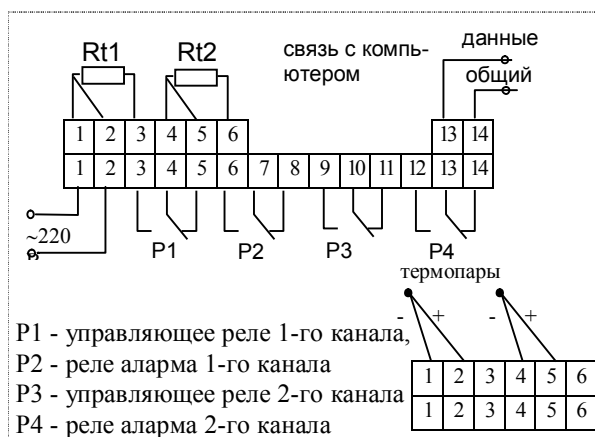 Rt1 Rt2 связь с компь- данные
ютером общий
1 2 3 4 5 6 13 14
1 2 3 4 5 6 7 8 9 10 11 12 13 14
~220 P1 P2 P3 P4
термопары
- + - +
P1 - управляющее реле 1-го канала,
P2 - реле аларма 1-го канала
P3 - управляющее реле 2-го канала
P4 - реле аларма 2-го канала
1 2 3 4 5 6
1 2 3 4 5 6